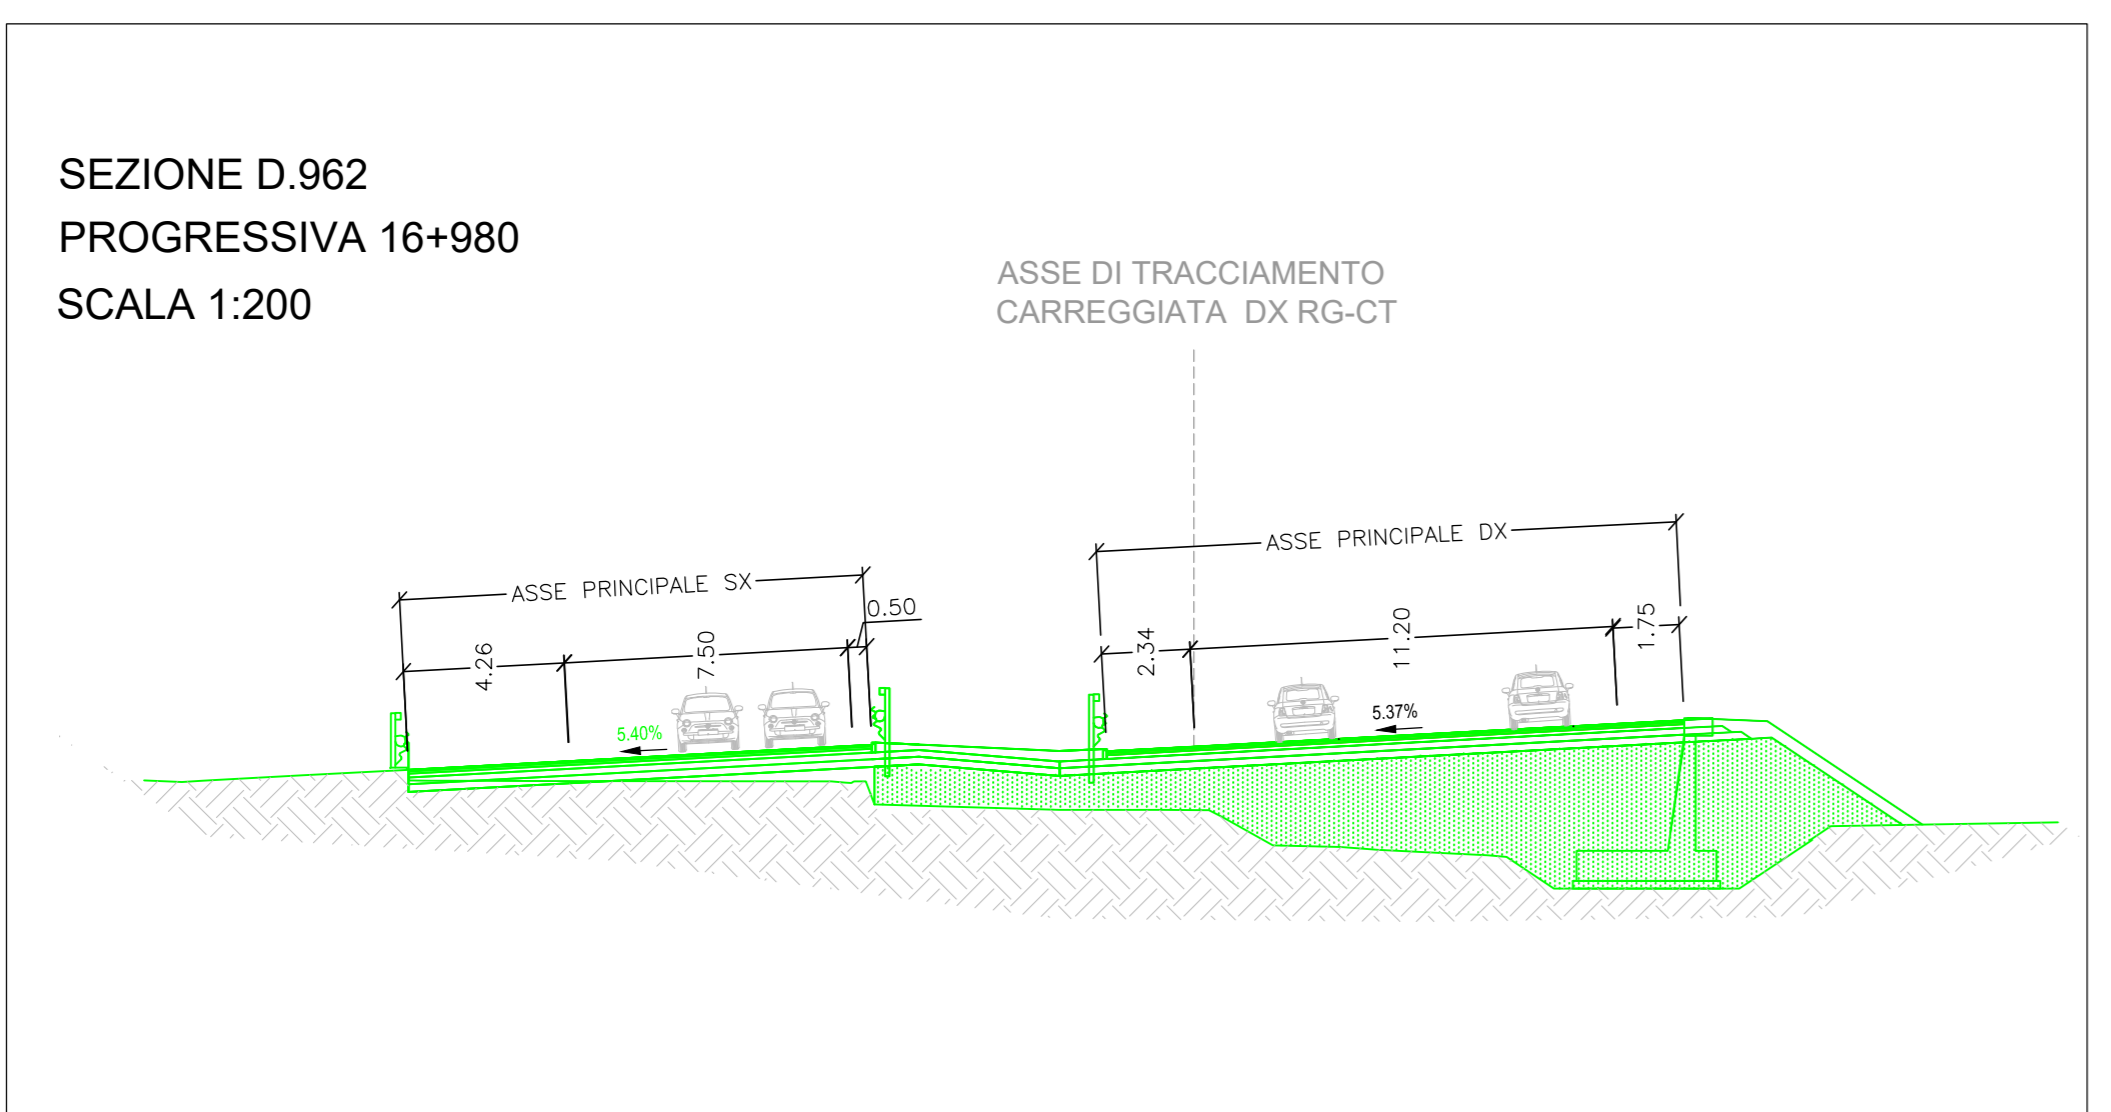 SEZIONE D.962
PROGRESSIVA 16+980
SCALA 1:200
ASSE DI TRACCIAMENTO
CARREGGIATA DX RG-CT
ASSE PRINCIPALE SX
ASSE PRINCIPALE DX
0.50
4.26
7.50
2.34
11.20
1.75
5.40%
5.37%